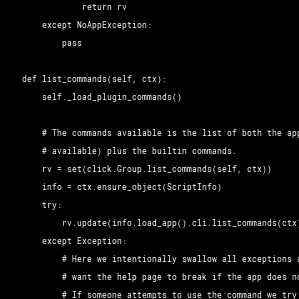 return rv
except NoAppException:
pass
def list_commands(self, ctx):
self._load_plugin_commands()
# The commands available is the list of both the app
# available) plus the builtin commands.
rv = set(click.Group.list_commands(self, ctx))
info = ctx.ensure_object(ScriptInfo)
try:
rv.update(info.load_app().cli.list_commands(ctx
except Exception:
# Here we intentionally swallow all exceptions a
# want the help page to break if the app does no
# If someone attempts to use the command we try